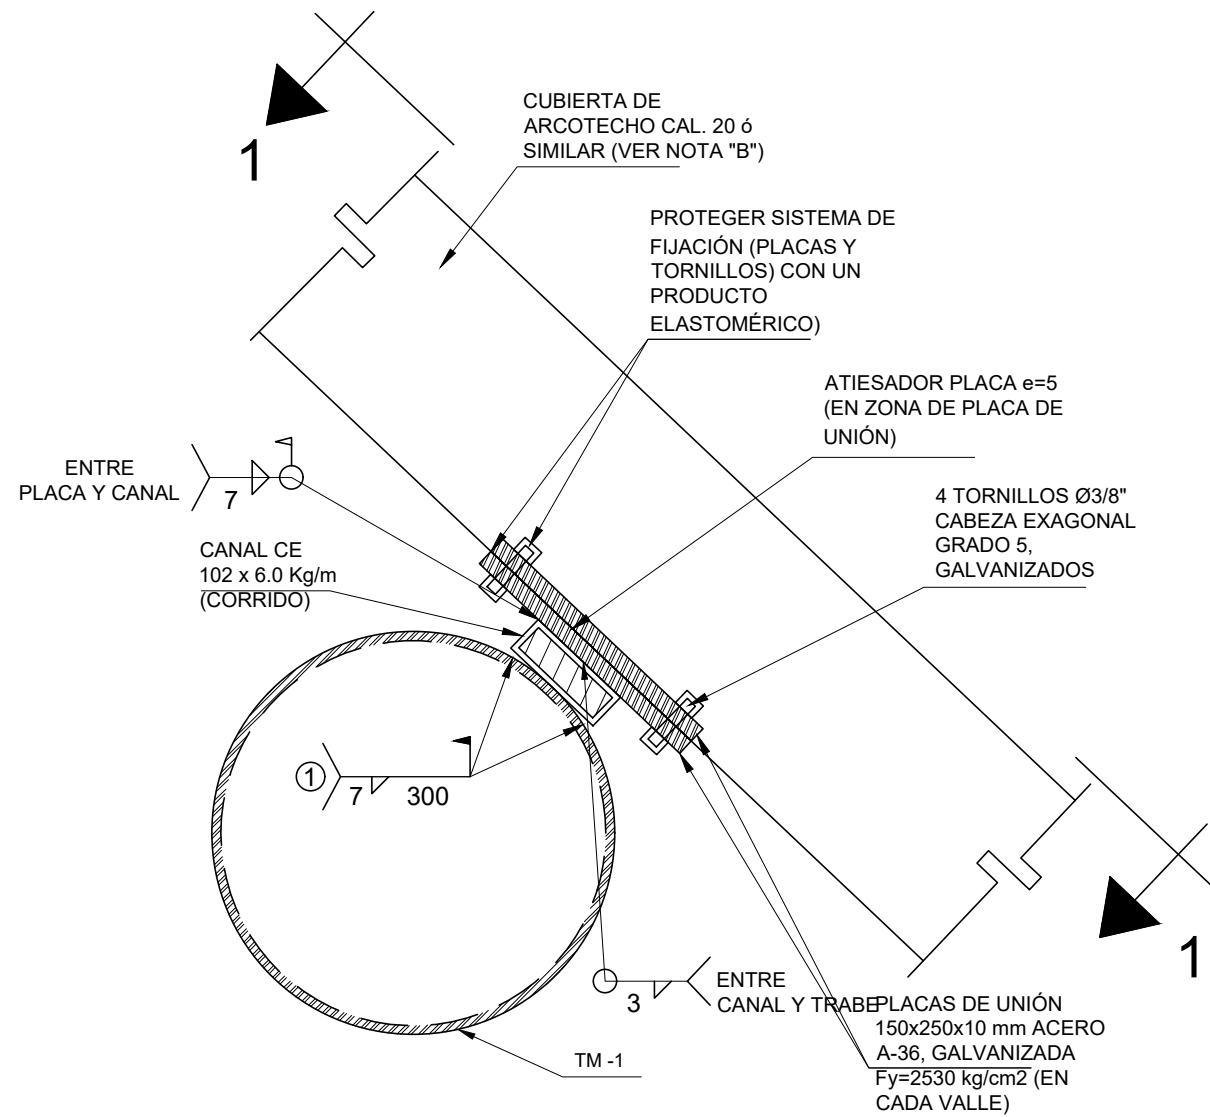 1
CUBIERTA DE
ARCOTECHO CAL. 20 ó
SIMILAR (VER NOTA "B")
PROTEGER SISTEMA DE
FIJACIÓN (PLACAS Y
TORNILLOS) CON UN
PRODUCTO
ELASTOMÉRICO)
ATIESADOR PLACA e=5
(EN ZONA DE PLACA DE
UNIÓN)
ENTRE
PLACA Y CANAL
7
4 TORNILLOS Ø3/8"
CABEZA EXAGONAL
GRADO 5,
GALVANIZADOS
CANAL CE
102 x 6.0 Kg/m
(CORRIDO)
1
7
300
1
3
ENTRE
CANAL Y TRABE
PLACAS DE UNIÓN
150x250x10 mm ACERO
A-36, GALVANIZADA
Fy=2530 kg/cm2 (EN
CADA VALLE)
TM -1